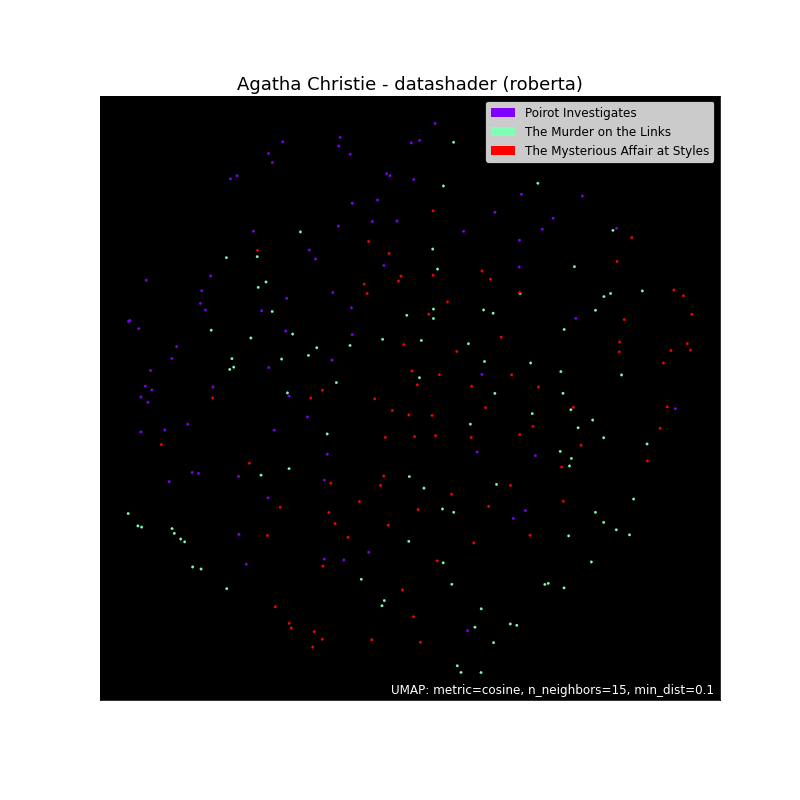 Agatha Christie - datashader (roberta)
Poirot Investigates
The Murder on the Links
The Mysterious Affair at Styles
UMAP: metric=cosine, n_neighbors=15, min_dist=0.1